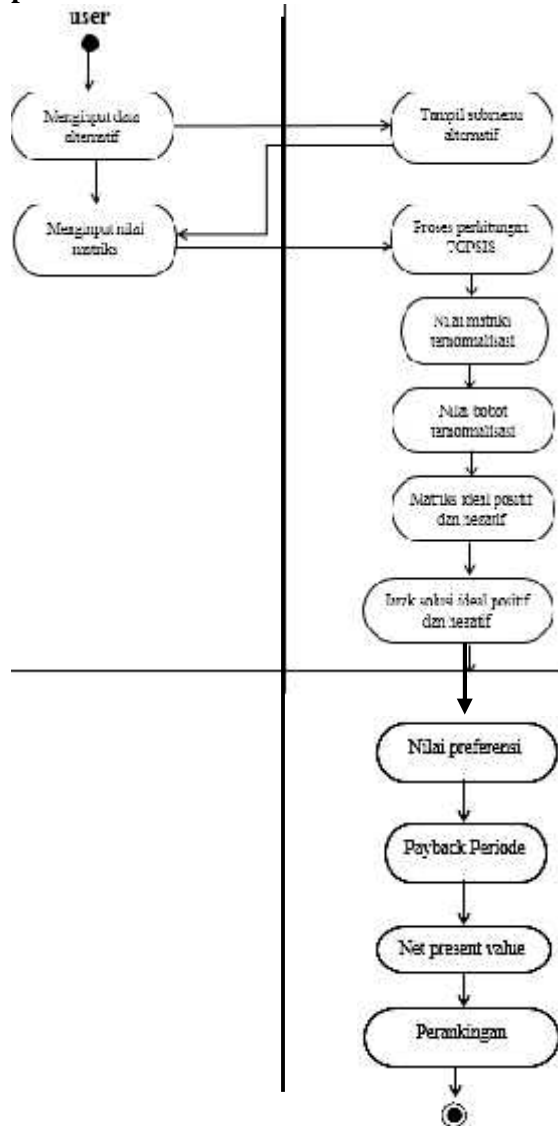 user
Menginput data
alternatif
Tampil submenu
alternatif
Menginput nilai
matriks
Proses perhitungan
TOPSIS
Nilai matriks
ternormalisasi
Nilai bobot
ternormalisasi
Matriks ideal positif
dan negatif
Jarak solusi ideal positif
dan negatif
Nilai preferensi
Payback Periode
Net present value
Perankingan